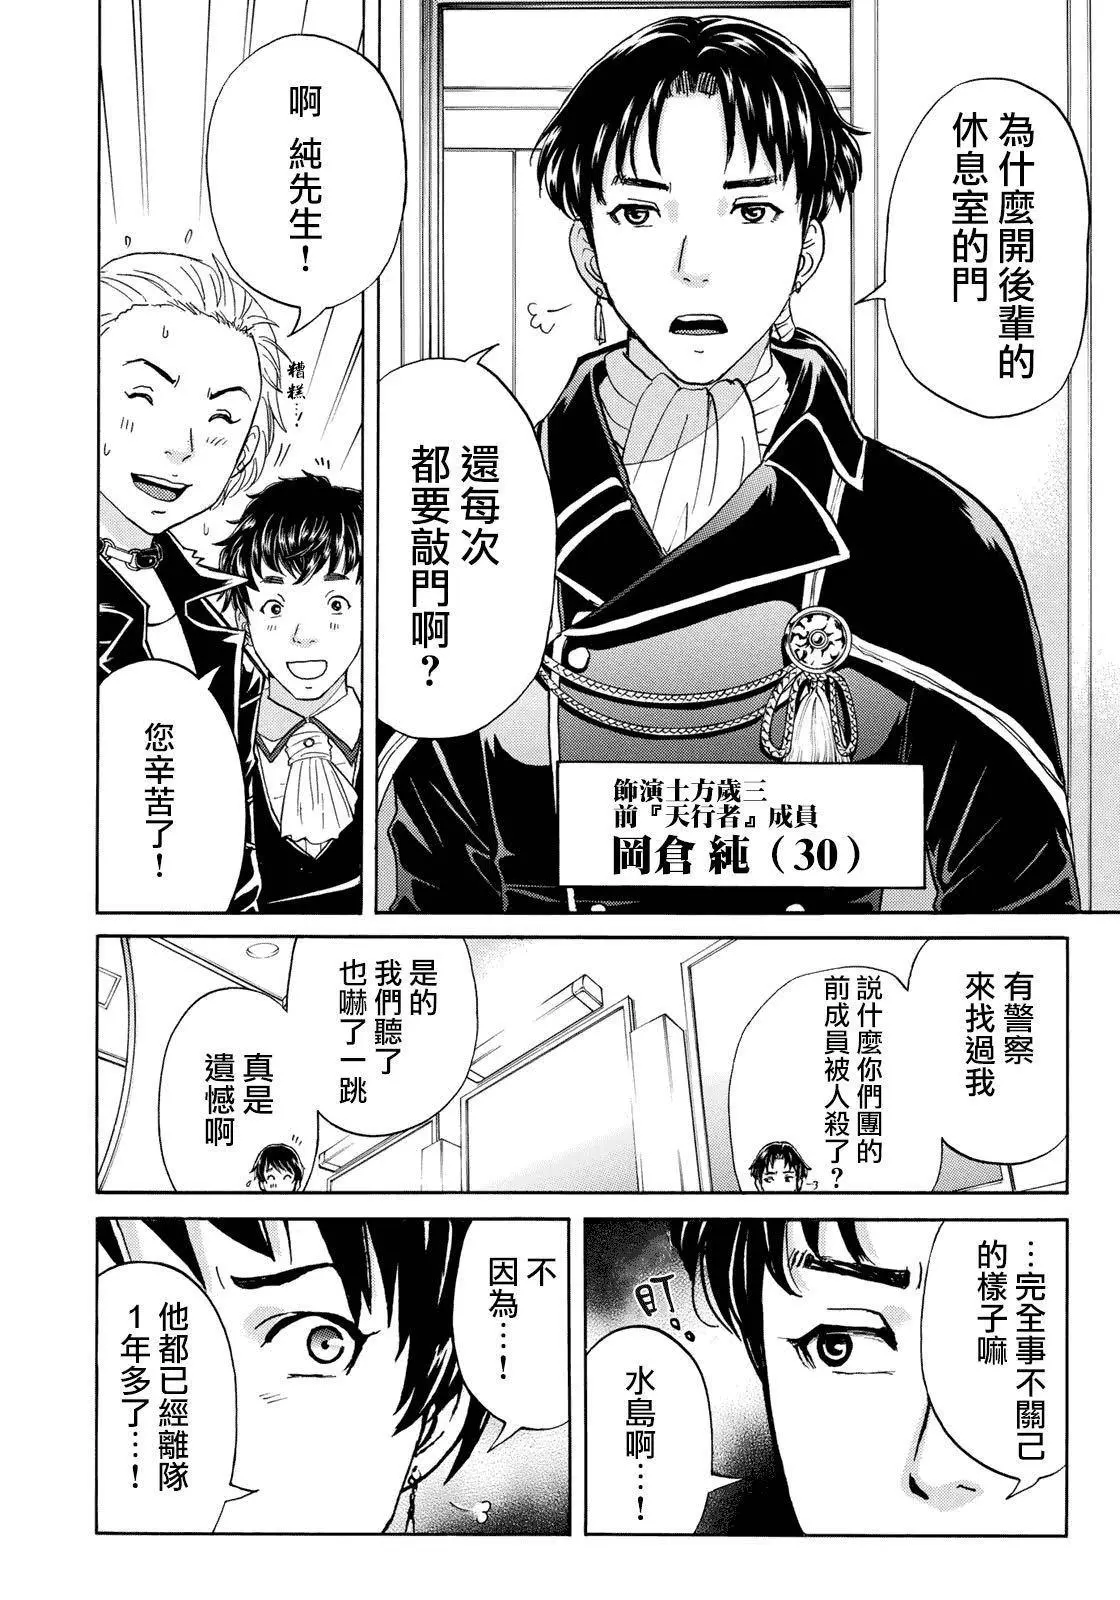 為什麼開後輩的
休息室的門
還每次
都要敲門啊？
飾演土方歲三
前『天行者』成員
岡倉 純（30）
啊 純先生！
糟糕…！
您辛苦了！
有警察
來找過我
說什麼你們團的
前成員被人殺了？
是的
我們聽了
也嚇了一跳
真是
遺憾啊
…完全事不關己
的樣子嘛
盯
水島啊…！
不
因為…！
他都已經離隊
1年多了…！